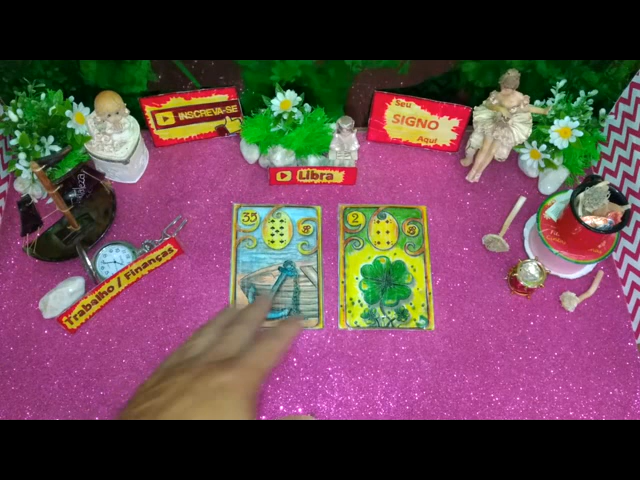 INSCREVA-SE
Seu
SIGNO
Aqui
Libra
35
2
Trabalho / Finanças